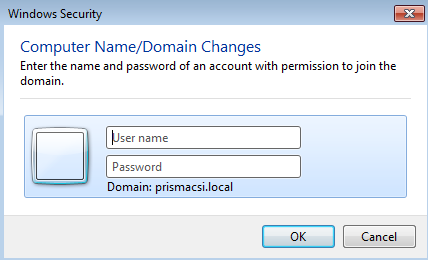 Windows Security
Computer Name/Domain Changes
Enter the name and password of an account with permission to join the
domain.
User name
Password
Domain: prismacsi.local
OK
Cancel